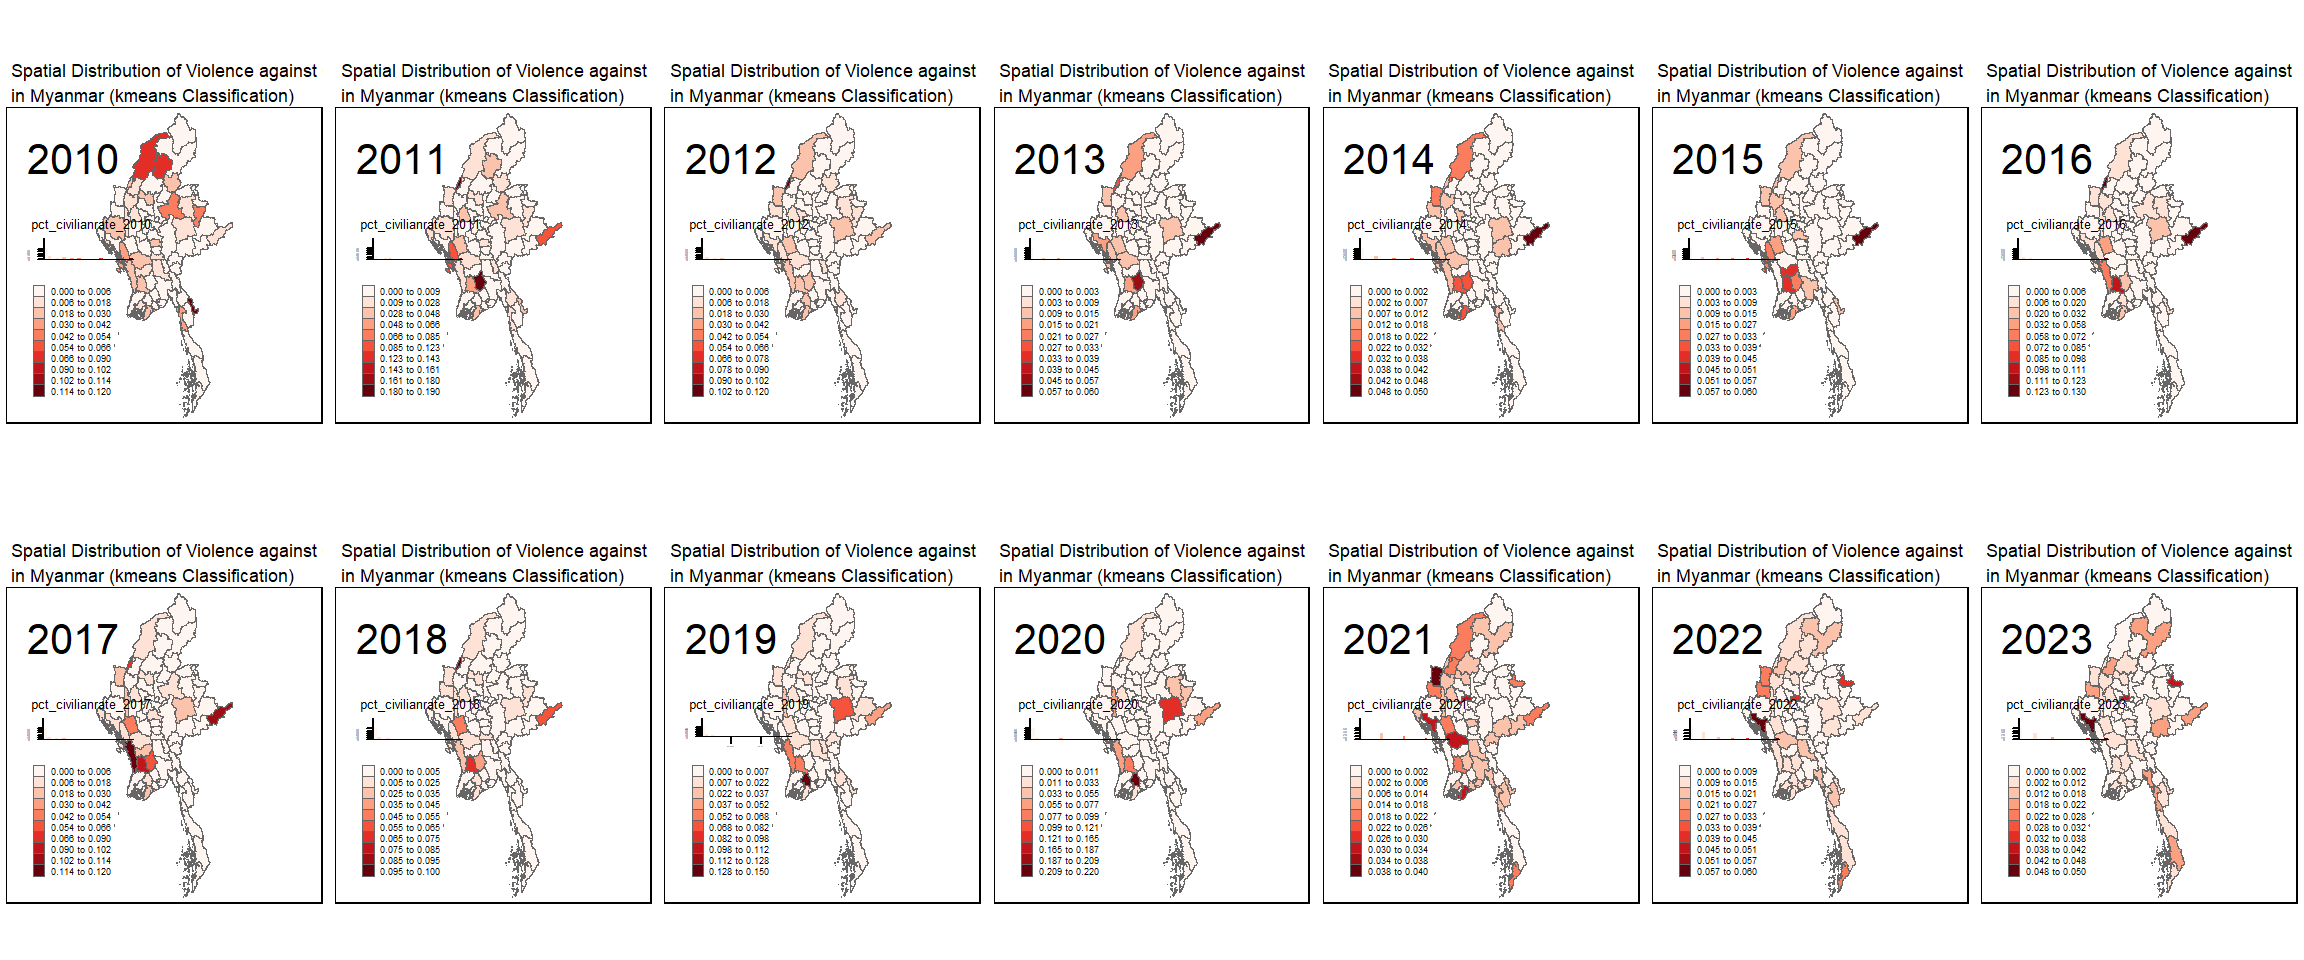 Spatial Distribution of Violence against
in Myanmar (kmeans Classification)
2010
pct_civilianrate_2010
0.000 to 0.006
0.006 to 0.018
0.018 to 0.030
0.030 to 0.042
0.042 to 0.054
0.054 to 0.066
0.066 to 0.090
0.090 to 0.102
0.102 to 0.114
0.114 to 0.120
Spatial Distribution of Violence against
in Myanmar (kmeans Classification)
2011
pct_civilianrate_2011
0.000 to 0.009
0.009 to 0.028
0.028 to 0.048
0.048 to 0.066
0.066 to 0.085
0.085 to 0.123
0.123 to 0.143
0.143 to 0.161
0.161 to 0.180
0.180 to 0.190
Spatial Distribution of Violence against
in Myanmar (kmeans Classification)
2012
pct_civilianrate_2012
0.000 to 0.006
0.006 to 0.018
0.018 to 0.030
0.030 to 0.042
0.042 to 0.054
0.054 to 0.066
0.066 to 0.078
0.078 to 0.090
0.090 to 0.102
0.102 to 0.120
Spatial Distribution of Violence against
in Myanmar (kmeans Classification)
2013
pct_civilianrate_2013
0.000 to 0.003
0.003 to 0.009
0.009 to 0.015
0.015 to 0.021
0.021 to 0.027
0.027 to 0.033
0.033 to 0.039
0.039 to 0.045
0.045 to 0.057
0.057 to 0.060
Spatial Distribution of Violence against
in Myanmar (kmeans Classification)
2014
pct_civilianrate_2014
0.000 to 0.002
0.002 to 0.007
0.007 to 0.012
0.012 to 0.018
0.018 to 0.022
0.022 to 0.032
0.032 to 0.038
0.038 to 0.042
0.042 to 0.048
0.048 to 0.050
Spatial Distribution of Violence against
in Myanmar (kmeans Classification)
2015
pct_civilianrate_2015
0.000 to 0.003
0.003 to 0.009
0.009 to 0.015
0.015 to 0.027
0.027 to 0.033
0.033 to 0.039
0.039 to 0.045
0.045 to 0.051
0.051 to 0.057
0.057 to 0.060
Spatial Distribution of Violence against
in Myanmar (kmeans Classification)
2016
pct_civilianrate_2016
0.000 to 0.006
0.006 to 0.020
0.020 to 0.032
0.032 to 0.058
0.058 to 0.072
0.072 to 0.085
0.085 to 0.098
0.098 to 0.111
0.111 to 0.123
0.123 to 0.130
Spatial Distribution of Violence against
in Myanmar (kmeans Classification)
2017
pct_civilianrate_2017
0.000 to 0.006
0.006 to 0.018
0.018 to 0.030
0.030 to 0.042
0.042 to 0.054
0.054 to 0.066
0.066 to 0.090
0.090 to 0.102
0.102 to 0.114
0.114 to 0.120
Spatial Distribution of Violence against
in Myanmar (kmeans Classification)
2018
pct_civilianrate_2018
0.000 to 0.005
0.005 to 0.025
0.025 to 0.035
0.035 to 0.045
0.045 to 0.055
0.055 to 0.065
0.065 to 0.075
0.075 to 0.085
0.085 to 0.095
0.095 to 0.100
Spatial Distribution of Violence against
in Myanmar (kmeans Classification)
2019
pct_civilianrate_2019
0.000 to 0.007
0.007 to 0.022
0.022 to 0.037
0.037 to 0.052
0.052 to 0.068
0.068 to 0.082
0.082 to 0.098
0.098 to 0.112
0.112 to 0.128
0.128 to 0.150
Spatial Distribution of Violence against
in Myanmar (kmeans Classification)
2020
pct_civilianrate_2020
0.000 to 0.011
0.011 to 0.033
0.033 to 0.055
0.055 to 0.077
0.077 to 0.099
0.099 to 0.121
0.121 to 0.165
0.165 to 0.187
0.187 to 0.209
0.209 to 0.220
Spatial Distribution of Violence against
in Myanmar (kmeans Classification)
2021
pct_civilianrate_2021
0.000 to 0.002
0.002 to 0.006
0.006 to 0.014
0.014 to 0.018
0.018 to 0.022
0.022 to 0.026
0.026 to 0.030
0.030 to 0.034
0.034 to 0.038
0.038 to 0.040
Spatial Distribution of Violence against
in Myanmar (kmeans Classification)
2022
pct_civilianrate_2022
0.000 to 0.009
0.009 to 0.015
0.015 to 0.021
0.021 to 0.027
0.027 to 0.033
0.033 to 0.039
0.039 to 0.045
0.045 to 0.051
0.051 to 0.057
0.057 to 0.060
Spatial Distribution of Violence against
in Myanmar (kmeans Classification)
2023
pct_civilianrate_2023
0.000 to 0.002
0.002 to 0.012
0.012 to 0.018
0.018 to 0.022
0.022 to 0.028
0.028 to 0.032
0.032 to 0.038
0.038 to 0.042
0.042 to 0.048
0.048 to 0.050